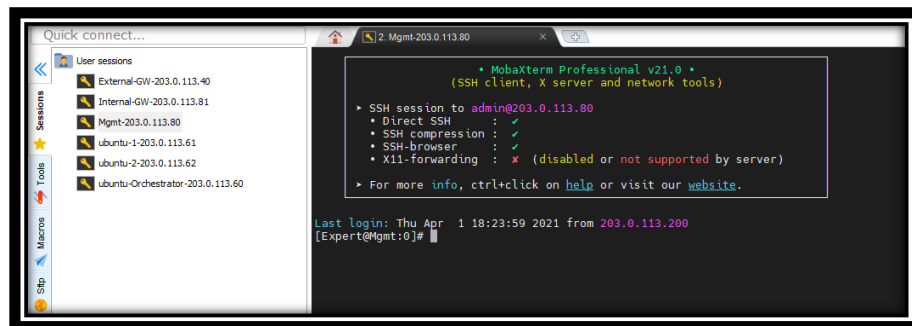 Quick connect...
2. Mgmt-203.0.113.80
User sessions
External-GW-203.0.113.40
Internal-GW-203.0.113.81
Mgmt-203.0.113.80
ubuntu-1-203.0.113.61
ubuntu-2-203.0.113.62
ubuntu-Orchestrator-203.0.113.60
Sessions
Tools
Macros
Sftp
• MobaXterm Professional v21.0 •
(SSH client, X server and network tools)
➤ SSH session to admin@203.0.113.80
• Direct SSH : ✔
• SSH compression : ✔
• SSH-browser : ✔
• X11-forwarding : ✘ (disabled or not supported by server)
➤ For more info, ctrl+click on help or visit our website.
Last login: Thu Apr 1 18:23:59 2021 from 203.0.113.200
[Expert@Mgmt:0]#